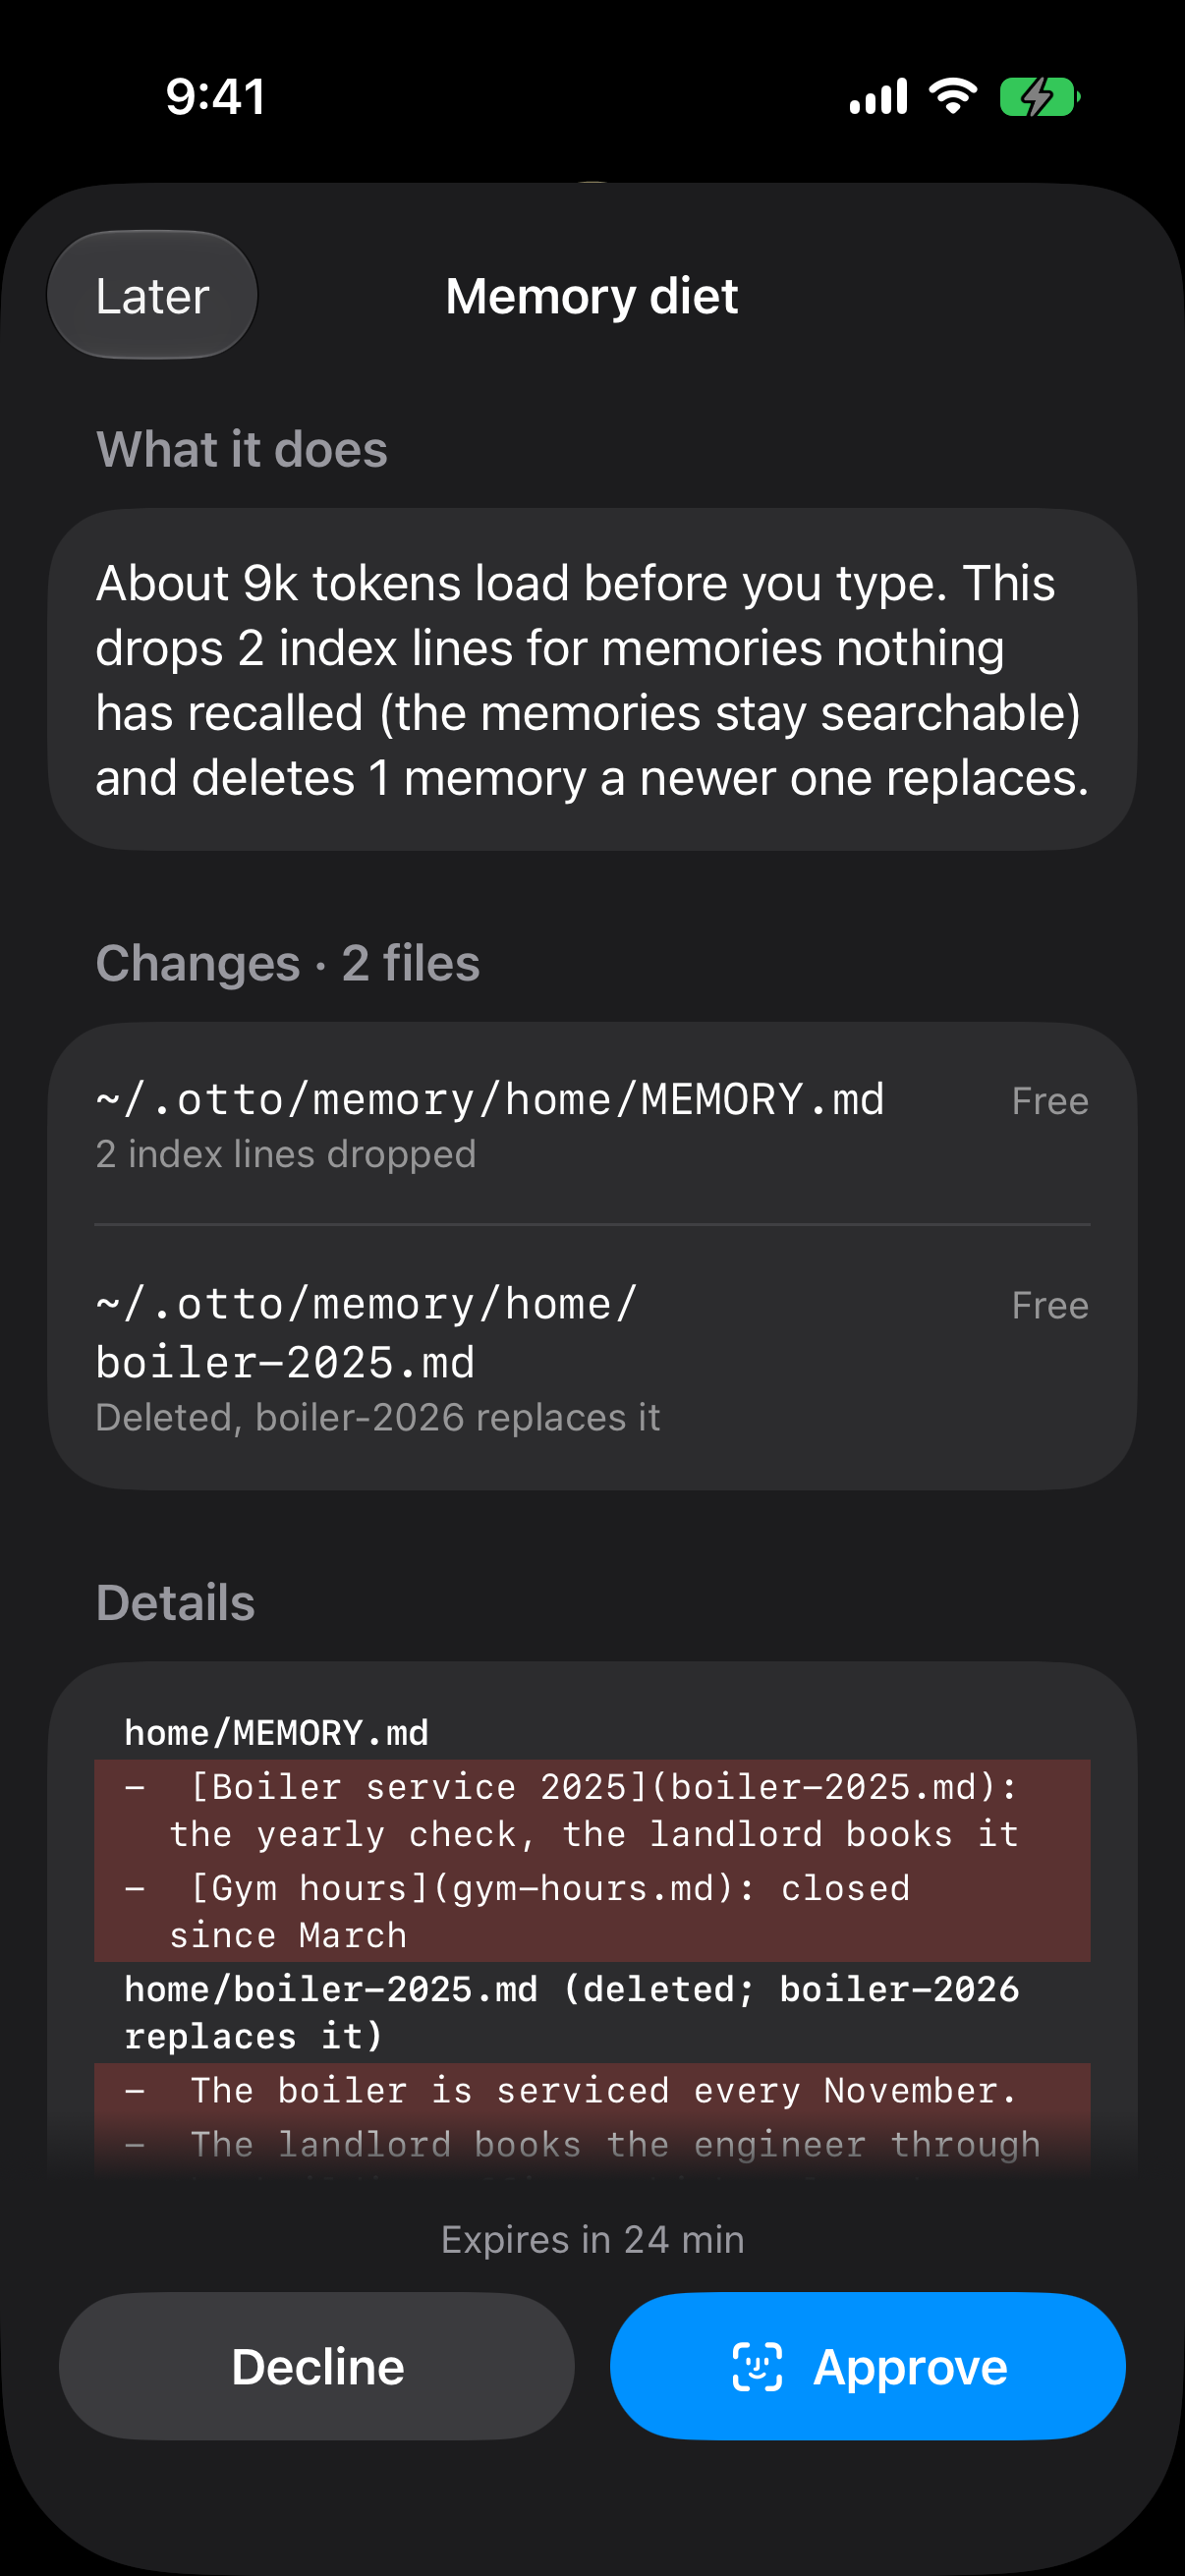 9:41
Later
Memory diet
What it does
About 9k tokens load before you type. This
drops 2 index lines for memories nothing
has recalled (the memories stay searchable)
and deletes 1 memory a newer one replaces.
Changes · 2 files
~/.otto/memory/home/MEMORY.md
Free
2 index lines dropped
~/.otto/memory/home/
Free
boiler-2025.md
Deleted, boiler-2026 replaces it
Details
home/MEMORY.md
- [Boiler service 2025](boiler-2025.md):
the yearly check, the landlord books it
- [Gym hours](gym-hours.md): closed
since March
home/boiler-2025.md (deleted; boiler-2026
replaces it)
- The boiler is serviced every November.
- The landlord books the engineer through
Expires in 24 min
Decline
Approve